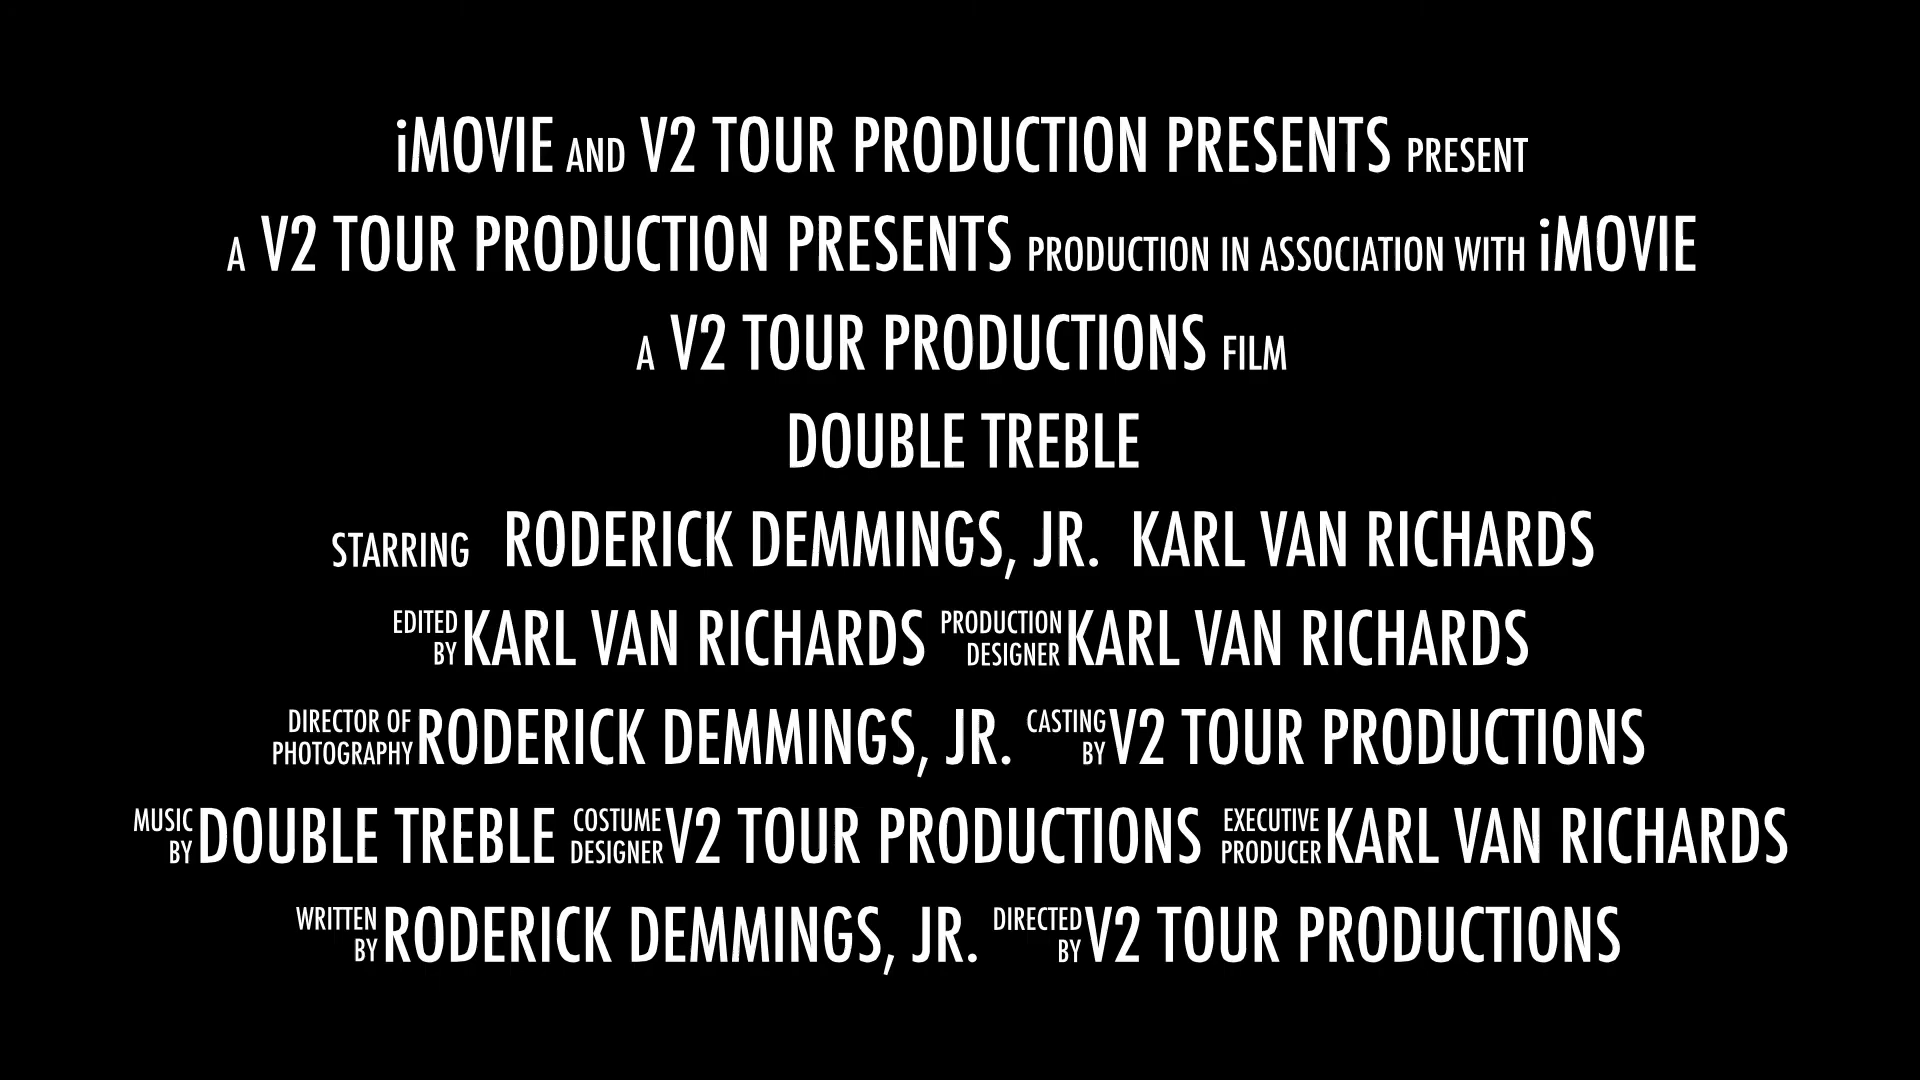 iMOVIE AND V2 TOUR PRODUCTION PRESENTS PRESENT
A V2 TOUR PRODUCTION PRESENTS PRODUCTION IN ASSOCIATION WITH iMOVIE
A V2 TOUR PRODUCTIONS FILM
DOUBLE TREBLE
STARRING RODERICK DEMMINGS, JR. KARL VAN RICHARDS
EDITED BY KARL VAN RICHARDS PRODUCTION DESIGNER KARL VAN RICHARDS
DIRECTOR OF PHOTOGRAPHY RODERICK DEMMINGS, JR. CASTING BY V2 TOUR PRODUCTIONS
MUSIC BY DOUBLE TREBLE COSTUME DESIGNER V2 TOUR PRODUCTIONS EXECUTIVE PRODUCER KARL VAN RICHARDS
WRITTEN BY RODERICK DEMMINGS, JR. DIRECTED BY V2 TOUR PRODUCTIONS